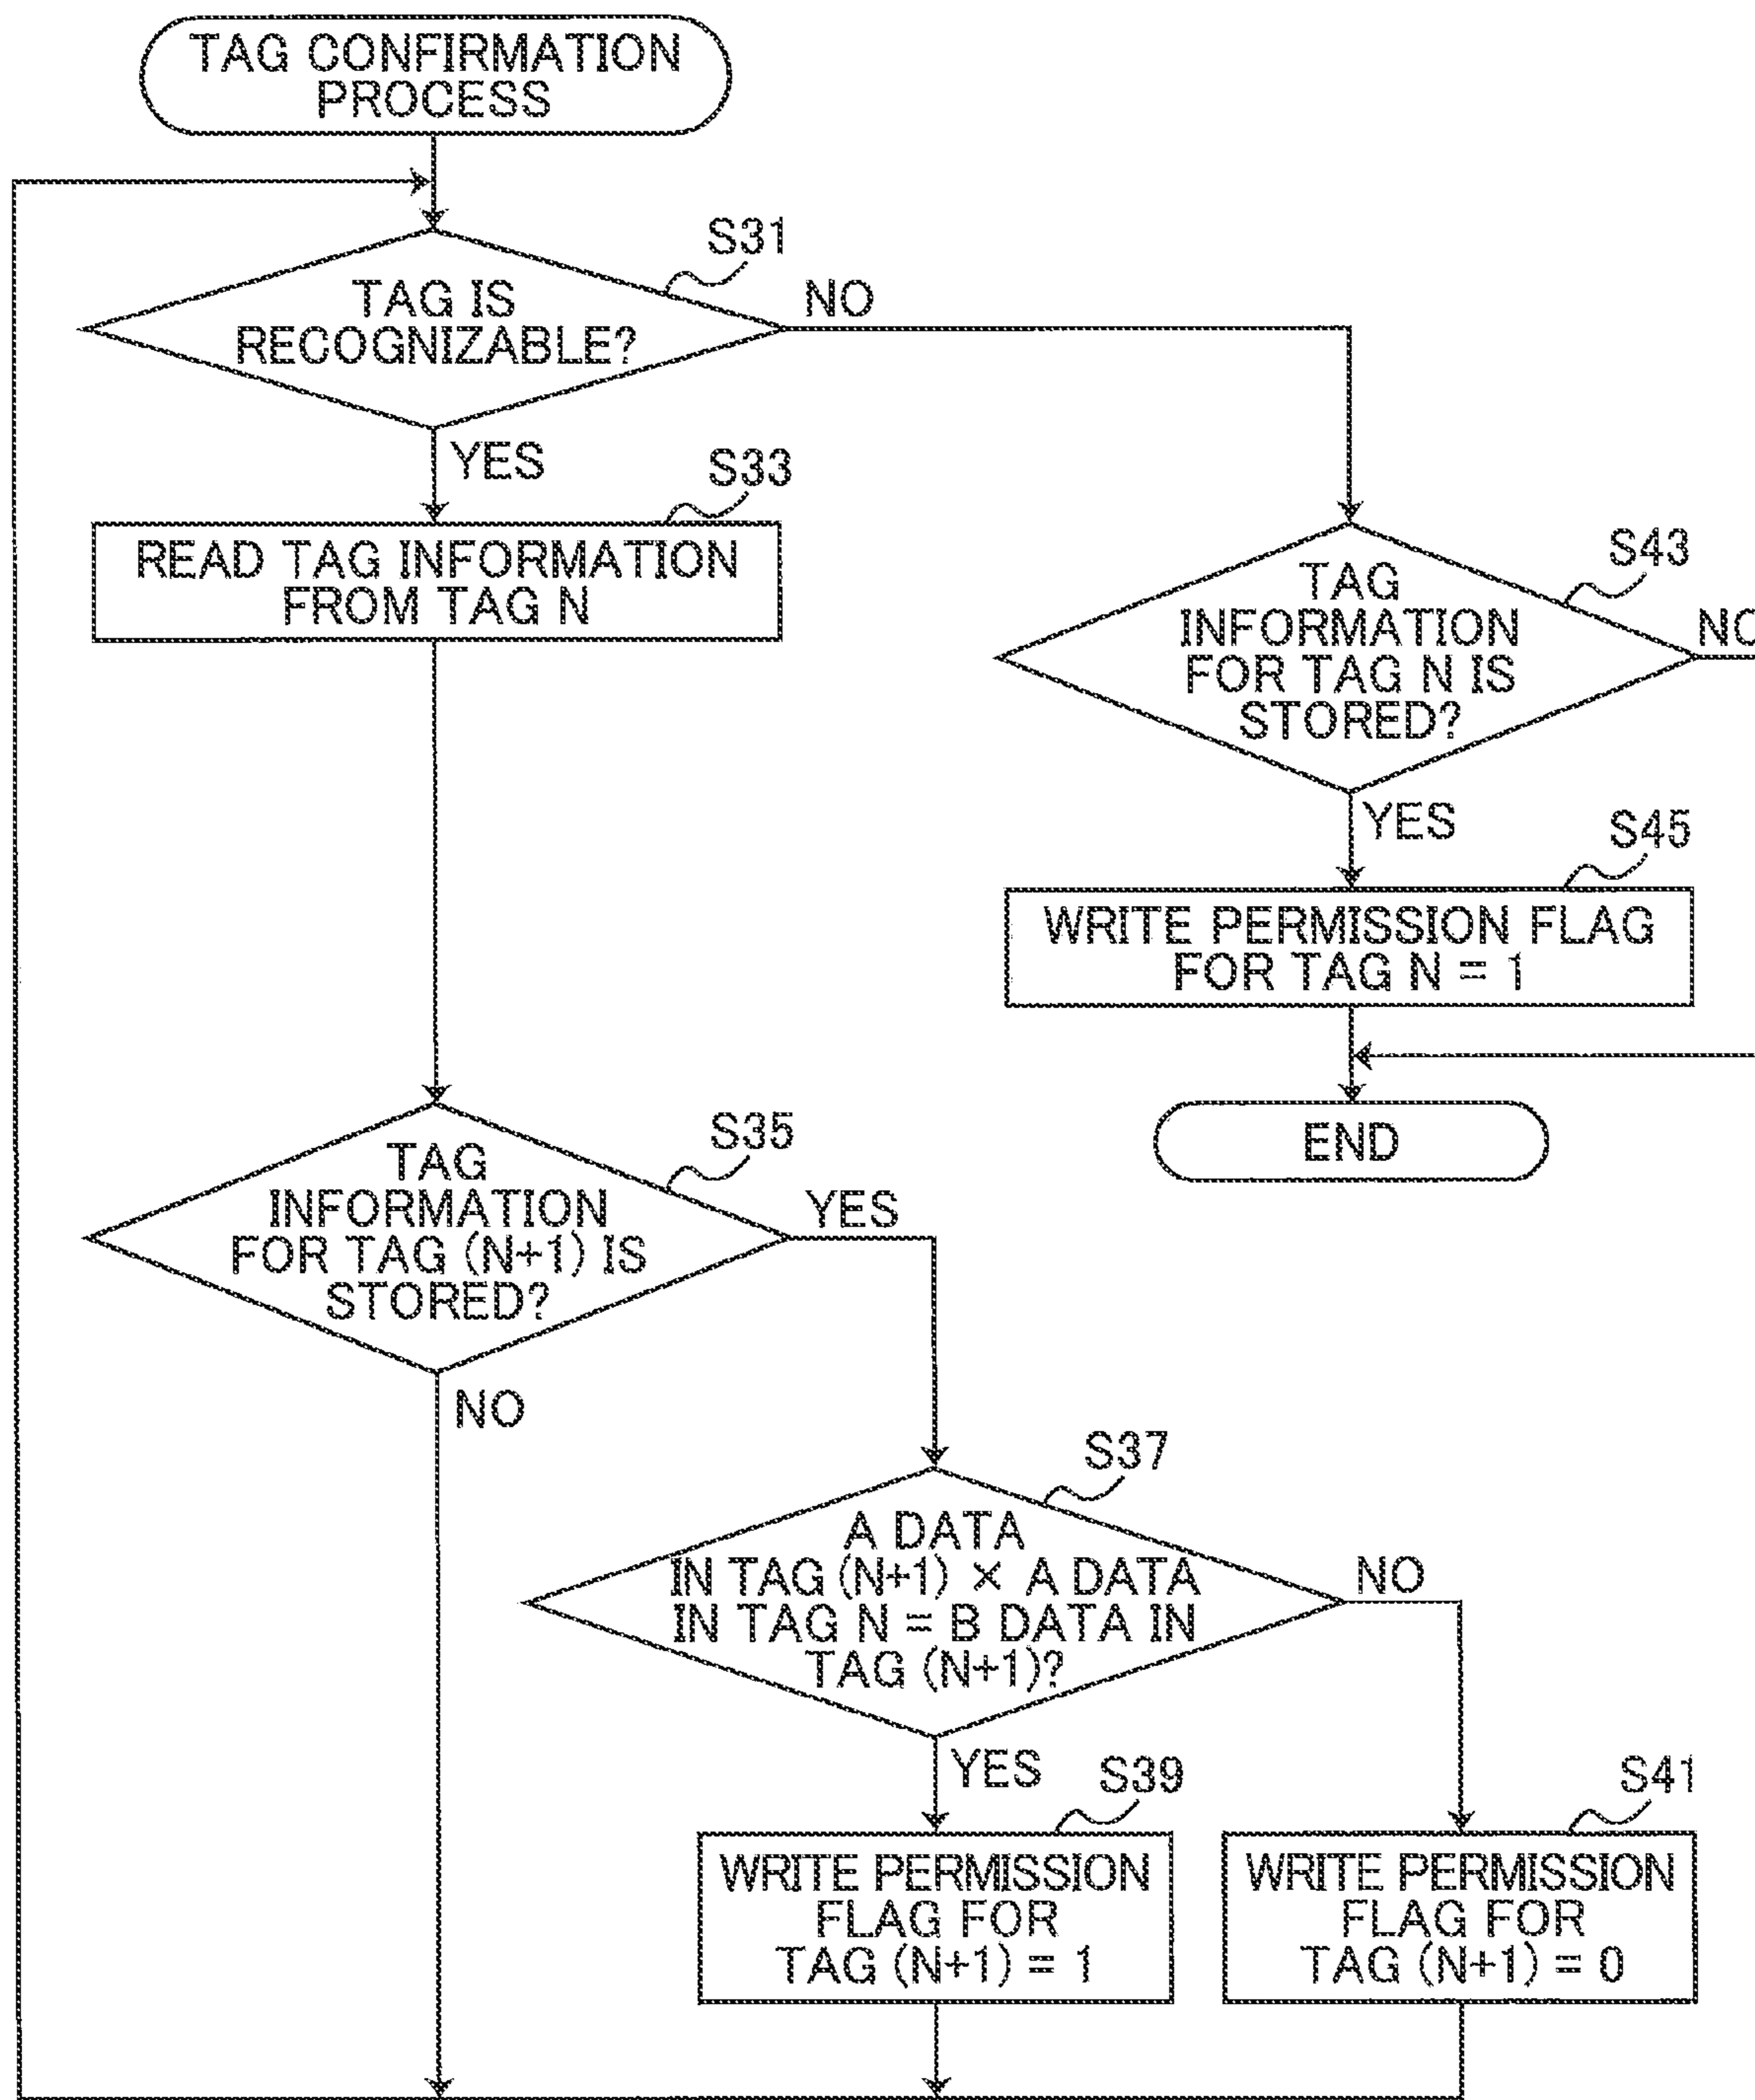 TAG CONFIRMATION
PROCESS
S31
TAG IS
RECOGNIZABLE?
NO
YES
S33
READ TAG INFORMATION
FROM TAG N
S43
TAG
INFORMATION
FOR TAG N IS
STORED?
NO
YES
S45
WRITE PERMISSION FLAG
FOR TAG N = 1
END
S35
TAG
INFORMATION
FOR TAG (N+1) IS
STORED?
YES
NO
S37
A DATA
IN TAG (N+1) × A DATA
IN TAG N = B DATA IN
TAG (N+1)?
NO
YES
S39
WRITE PERMISSION
FLAG FOR
TAG (N+1) = 1
S41
WRITE PERMISSION
FLAG FOR
TAG (N+1) = 0